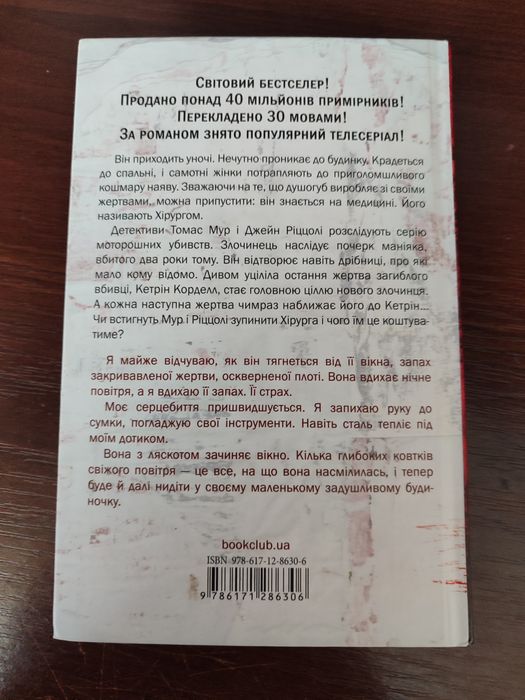 Світовий бестселер!
Продано понад 40 мільйонів примірників!
Перекладено 30 мовами!
За романом знято популярний телесеріал!
Він приходить уночі. Нечутно проникає до будинку. Крадеться
до спальні, і самотні жінки потрапляють до приголомшливого
кошмару наяву. Зважаючи на те, що душогуб виробляє зі своїми
жертвами, можна припустити: він знається на медицині. Його
називають Хірургом.
Детективи Томас Мур і Джейн Ріццолі розслідують серію
моторошних убивств. Злочинець наслідує почерк маніяка,
вбитого два роки тому. Він відтворює навіть дрібниці, про які
мало кому відомо. Дивом уціліла остання жертва загиблого
вбивці, Кетрін Корделл, стає головною ціллю нового злочинця.
А кожна наступна жертва чимраз наближає його до Кетрін...
Чи встигнуть Мур і Ріццолі зупинити Хірурга і чого їм це коштува-
тиме?
Я майже відчуваю, як він тягнеться від її вікна, запах
закривавленої жертви, оскверненої плоті. Вона вдихає нічне
повітря, а я вдихаю її запах. Її страх.
Моє серцебиття пришвидшується. Я запихаю руку до
сумки, погладжую свої інструменти. Навіть сталь тепліє під
моїм дотиком.
Вона з ляскотом зачиняє вікно. Кілька глибоких ковтків
свіжого повітря — це все, на що вона насмілилась, і тепер
буде й далі нидіти у своєму маленькому задушливому буди-
ночку.
bookclub.ua
ISBN 978-617-12-8630-6
9 786171 286306